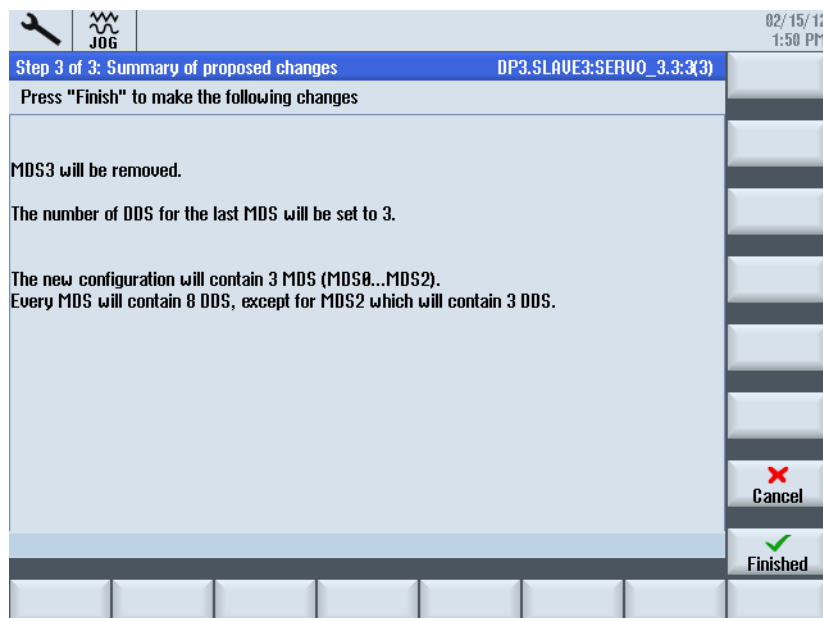 JOG
02/15/12
1:50 PM
Step 3 of 3: Summary of proposed changes DP3.SLAVE3:SERVO_3.3:3(3)
Press "Finish" to make the following changes
MDS3 will be removed.
The number of DDS for the last MDS will be set to 3.
The new configuration will contain 3 MDS (MDS0...MDS2).
Every MDS will contain 8 DDS, except for MDS2 which will contain 3 DDS.
Cancel
Finished